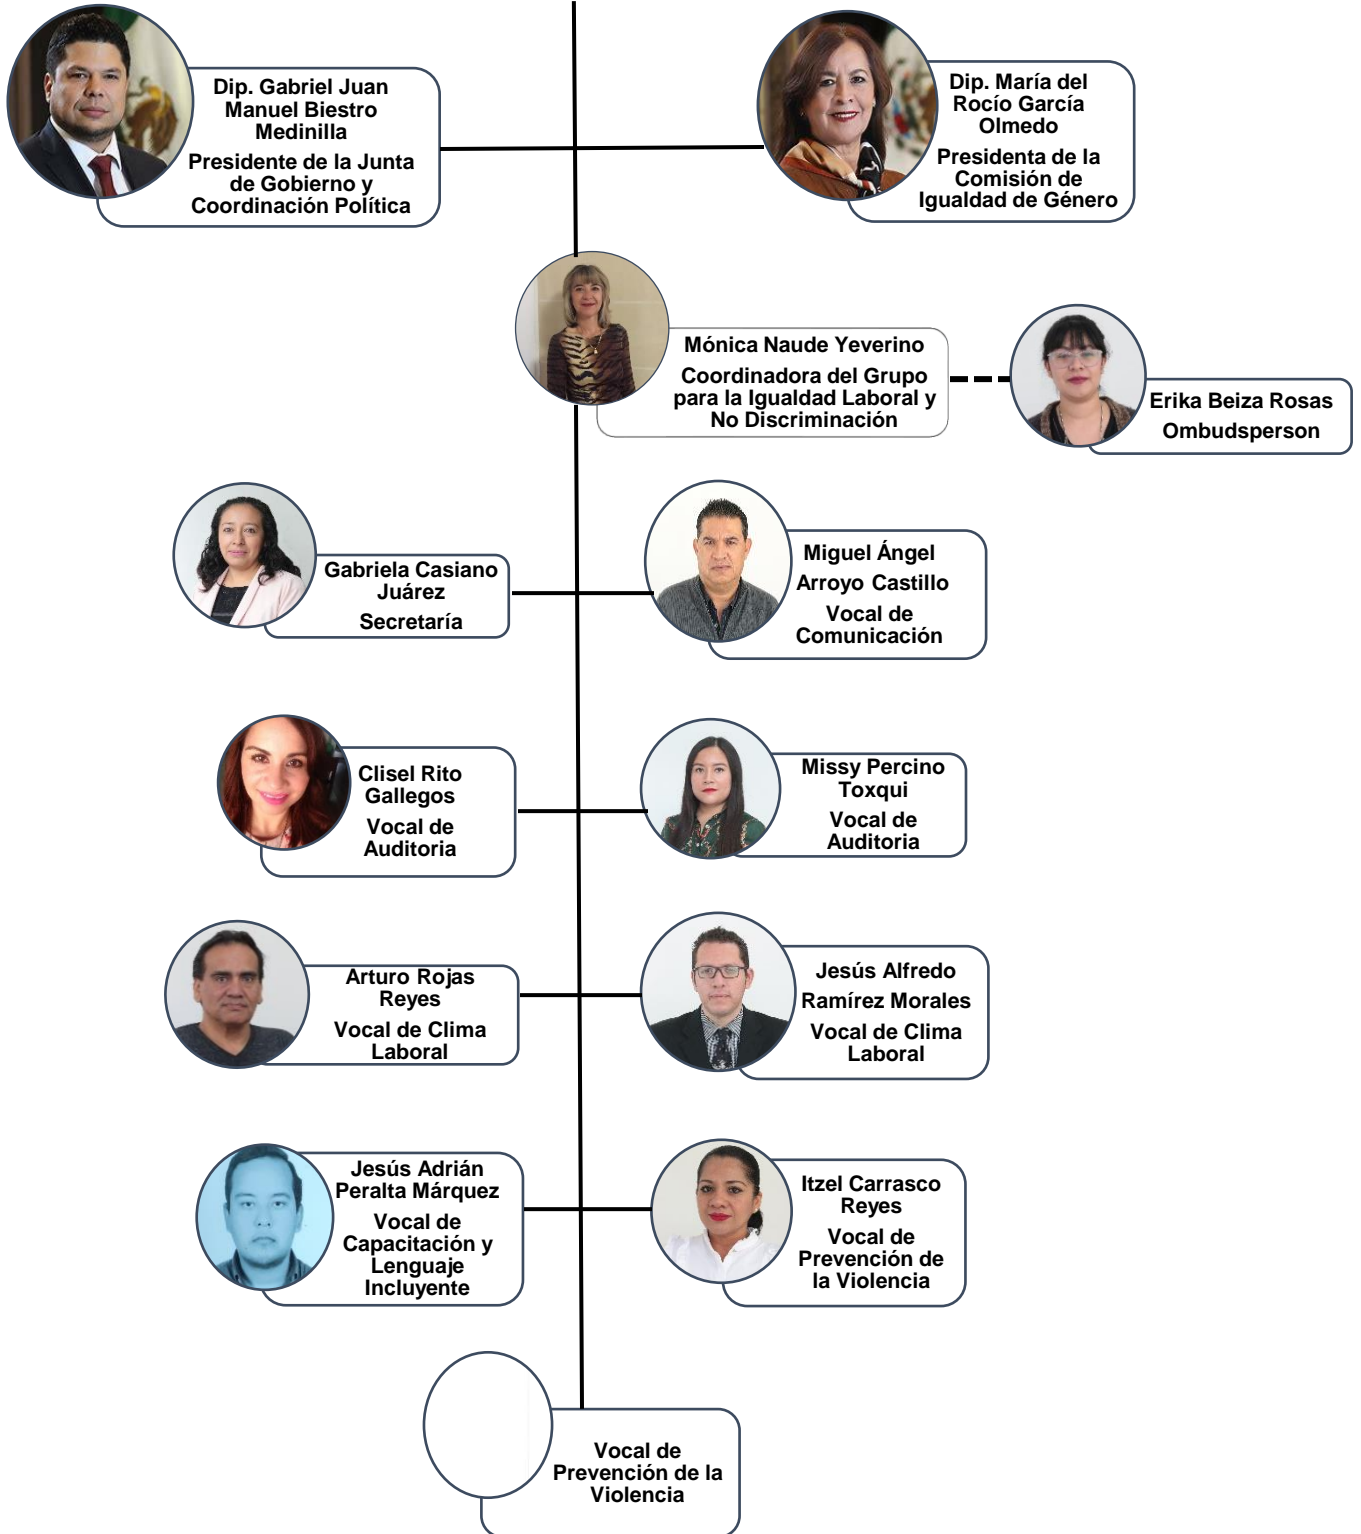 Dip. Gabriel Juan
Manuel Biestro
Medinilla
Presidente de la Junta
de Gobierno y
Coordinación Política
Dip. María del
Rocío García
Olmedo
Presidenta de la
Comisión de
Igualdad de Género
Mónica Naude Yeverino
Coordinadora del Grupo
para la Igualdad Laboral y
No Discriminación
Erika Beiza Rosas
Ombudsperson
Gabriela Casiano
Juárez
Secretaría
Miguel Ángel
Arroyo Castillo
Vocal de
Comunicación
Clisel Rito
Gallegos
Vocal de
Auditoria
Missy Percino
Toxqui
Vocal de
Auditoria
Arturo Rojas
Reyes
Vocal de Clima
Laboral
Jesús Alfredo
Ramírez Morales
Vocal de Clima
Laboral
Jesús Adrián
Peralta Márquez
Vocal de
Capacitación y
Lenguaje
Incluyente
Itzel Carrasco
Reyes
Vocal de
Prevención de
la Violencia
Vocal de
Prevención de la
Violencia